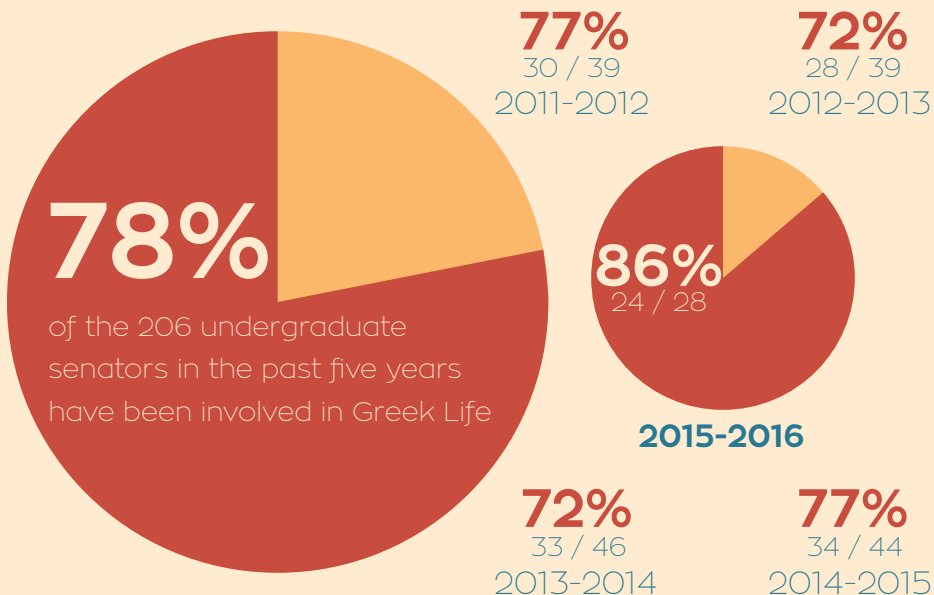 78%
of the 206 undergraduate
senators in the past five years
have been involved in Greek Life
77%
30 / 39
2011-2012
72%
28 / 39
2012-2013
86%
24 / 28
2015-2016
72%
33 / 46
2013-2014
77%
34 / 44
2014-2015